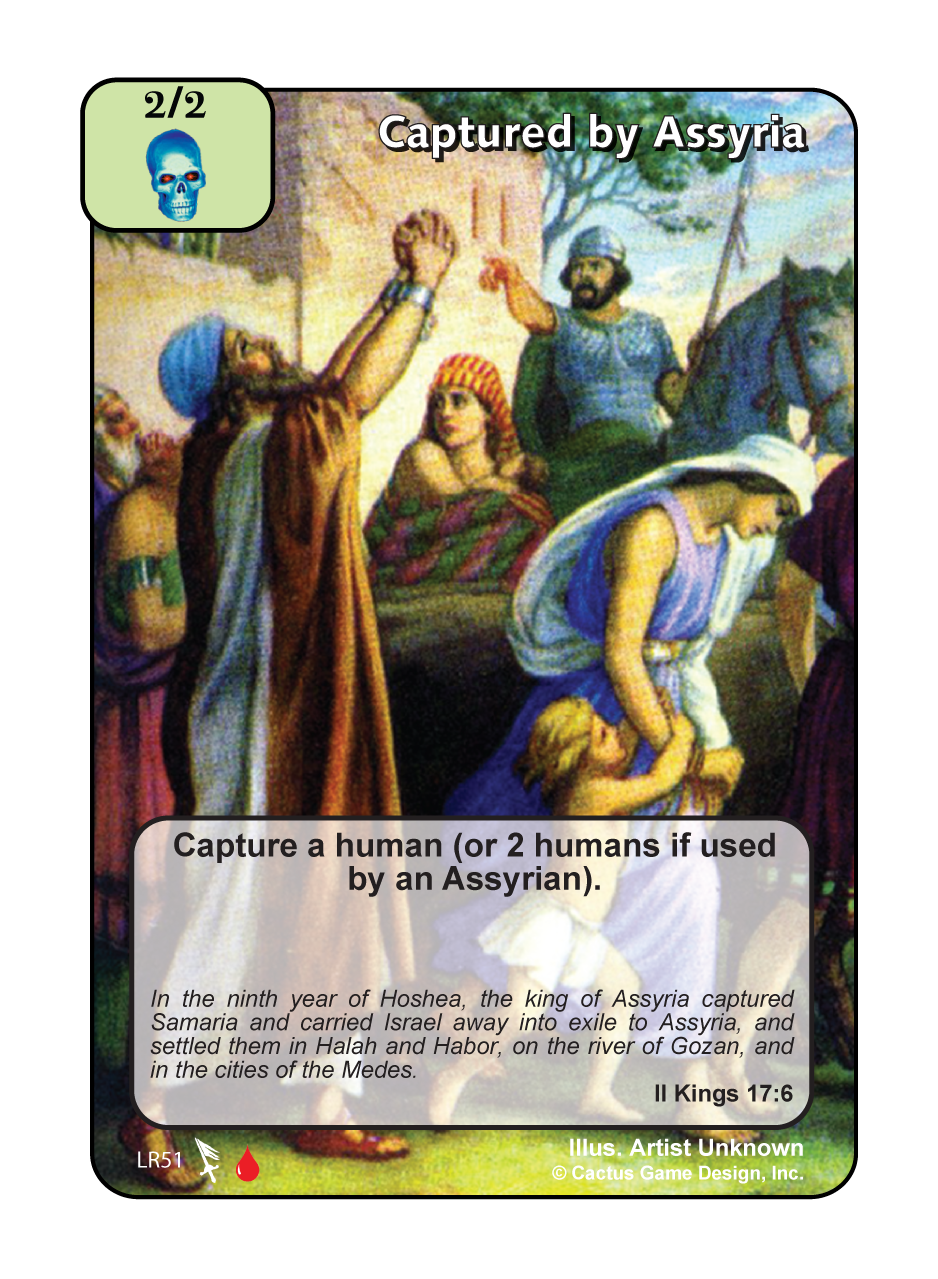 2/2
Captured by Assyria
Capture a human (or 2 humans if used
by an Assyrian).
In the ninth year of Hoshea, the king of Assyria captured
Samaria and carried Israel away into exile to Assyria, and
settled them in Halah and Habor, on the river of Gozan, and
in the cities of the Medes.
II Kings 17:6
LR51
Illus. Artist Unknown
© Cactus Game Design, Inc.